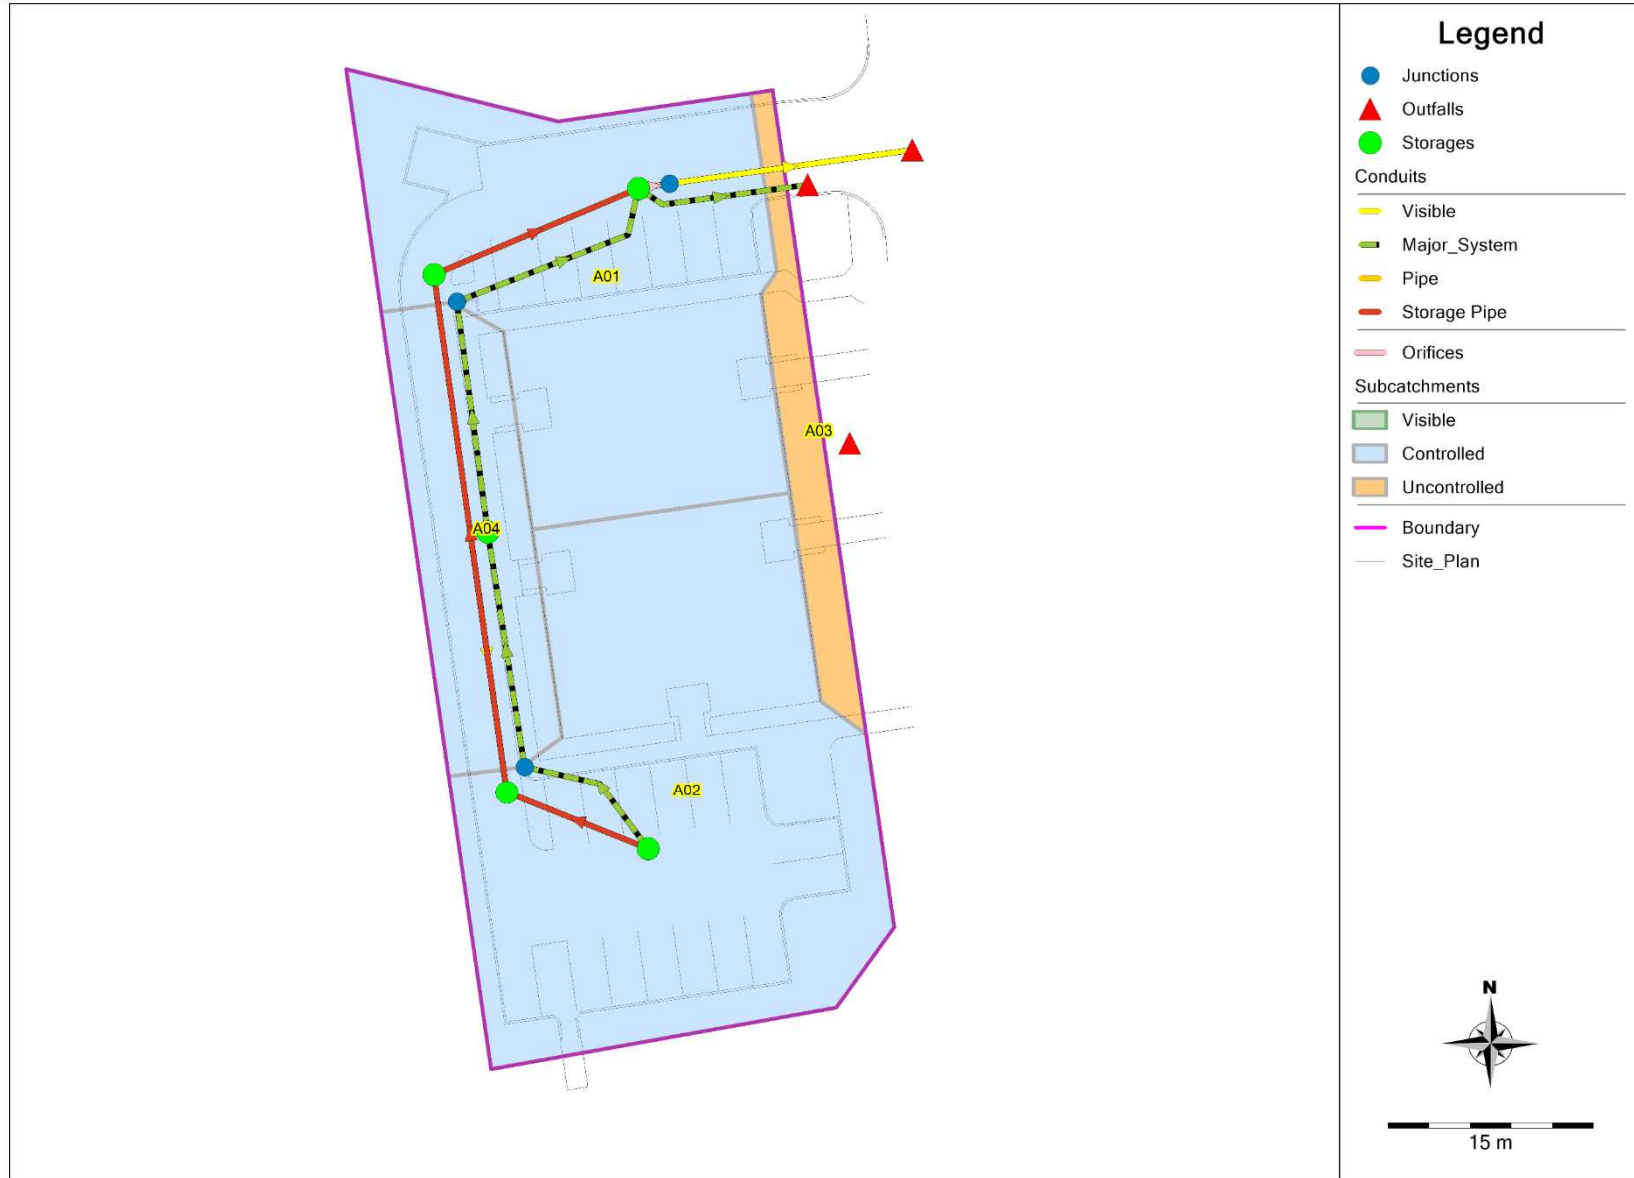 Legend
Junctions
Outfalls
Storages
Conduits
Visible
Major_System
Pipe
Storage Pipe
Orifices
Subcatchments
Visible
Controlled
Uncontrolled
Boundary
Site_Plan
A01
A03
A04
A02
N
15 m